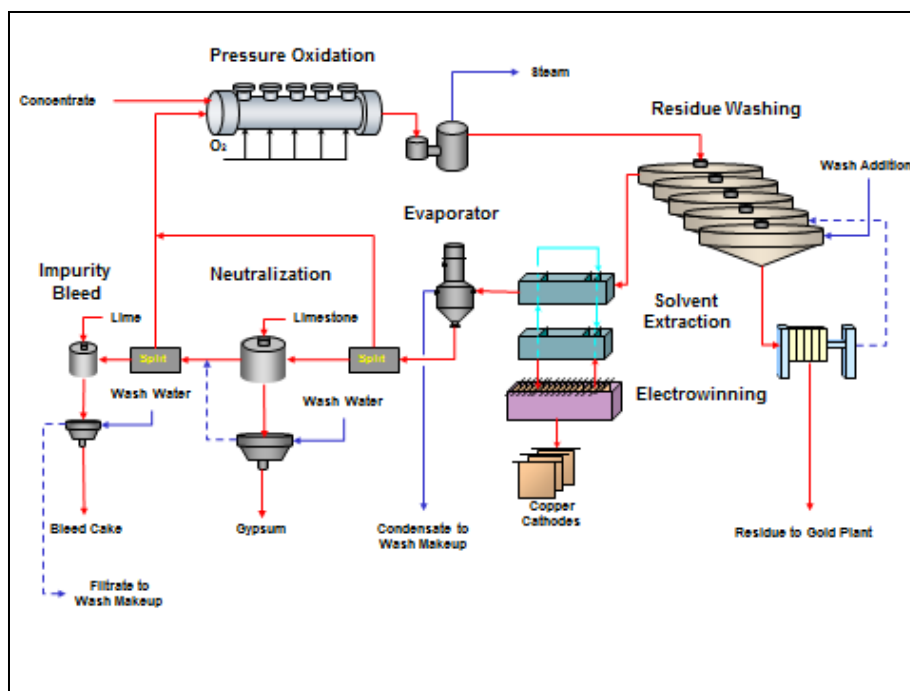 Pressure Oxidation
Steam
Concentrate
Residue Washing
O₂
Wash Addition
Evaporator
Impurity
Bleed
Neutralization
Lime
Limestone
Solvent
Extraction
Split
Split
Wash Water
Wash Water
Electrowinning
Copper
Cathodes
Bleed Cake
Gypsum
Condensate to
Wash Makeup
Residue to Gold Plant
Filtrate to
Wash Makeup